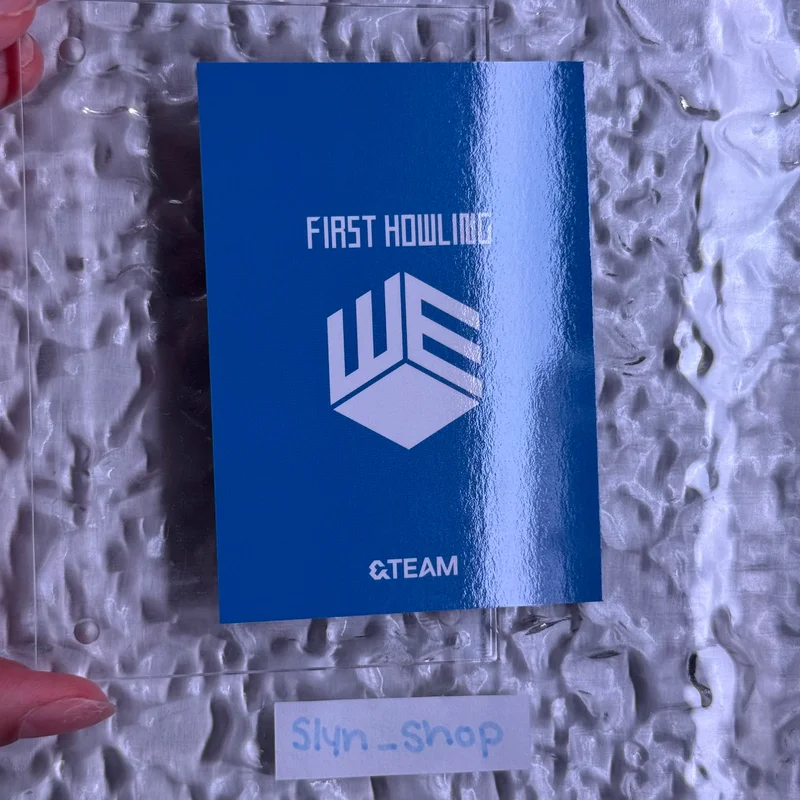 FIRST HOWLING
WE
&TEAM
Slyn_shop